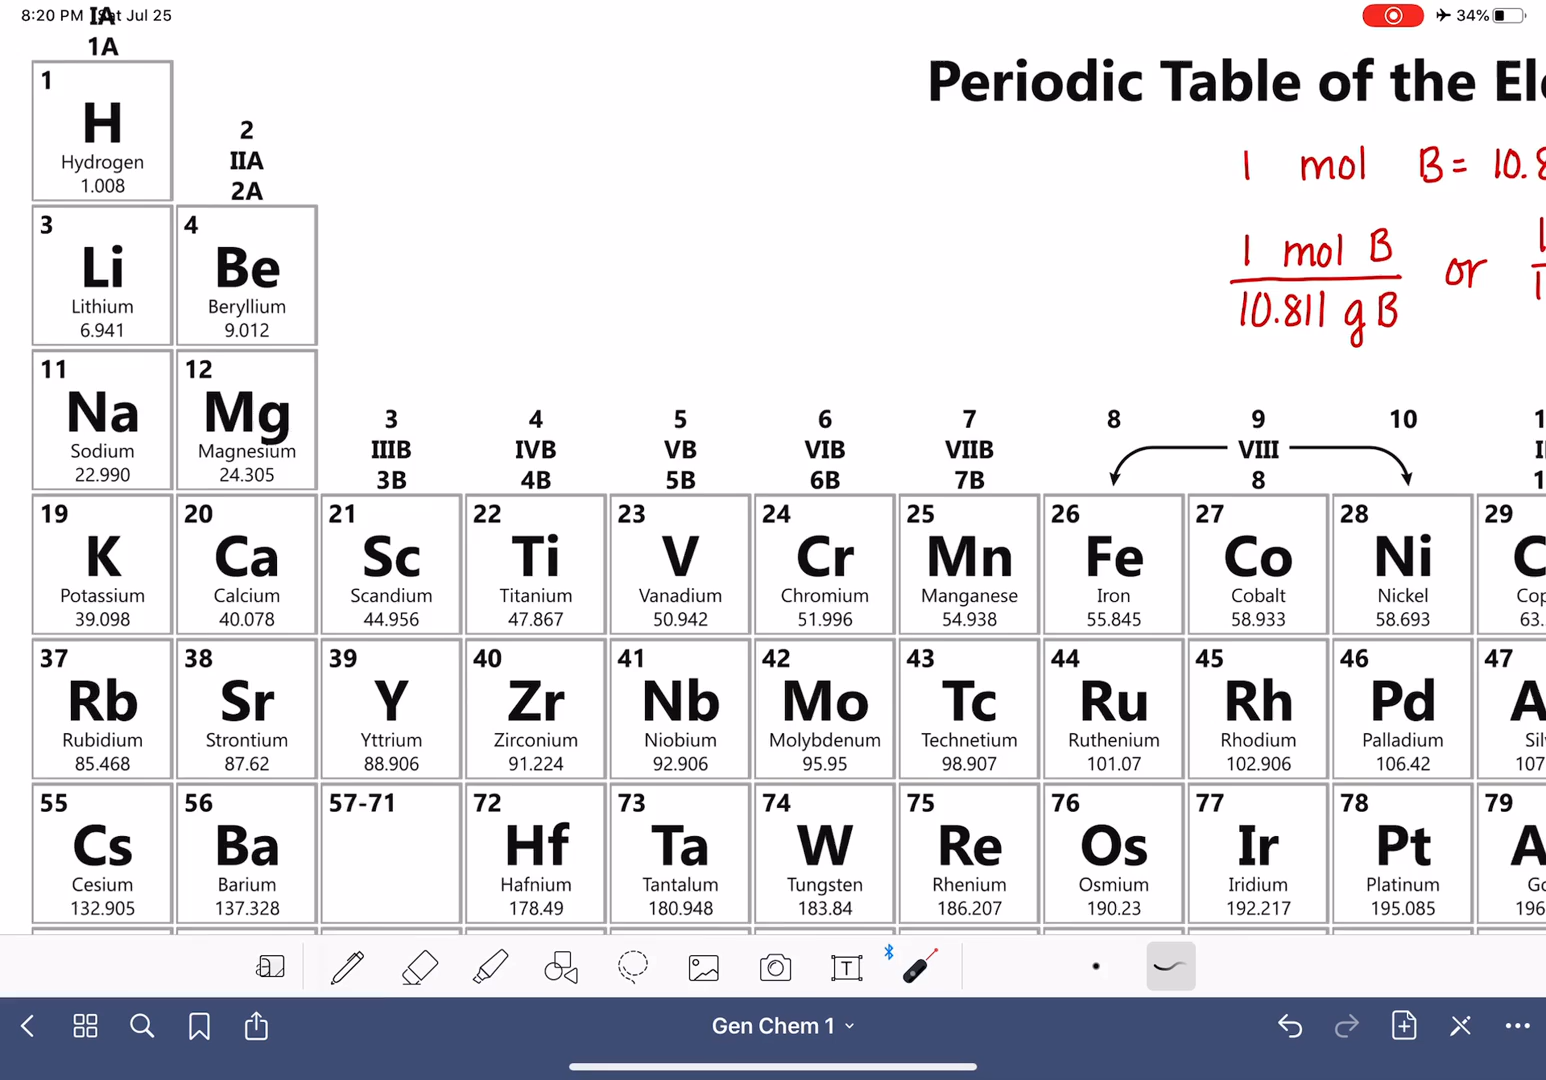 8:20 PM Sat Jul 25
34%
IA
1A
Periodic Table of the Ele
1 mol B = 10.8
1 mol B
10.811 g B
or
1 H Hydrogen 1.008
2
IIA
2A
3 Li Lithium 6.941
4 Be Beryllium 9.012
11 Na Sodium 22.990
12 Mg Magnesium 24.305
3 4 5 6 7 8 9 10 1
IIIB IVB VB VIB VIIB VIII I
3B 4B 5B 6B 7B 8 1
19 20 21 22 23 24 25 26 27 28 29
K Ca Sc Ti V Cr Mn Fe Co Ni C
Potassium Calcium Scandium Titanium Vanadium Chromium Manganese Iron Cobalt Nickel Cop
39.098 40.078 44.956 47.867 50.942 51.996 54.938 55.845 58.933 58.693 63.
37 38 39 40 41 42 43 44 45 46 47
Rb Sr Y Zr Nb Mo Tc Ru Rh Pd A
Rubidium Strontium Yttrium Zirconium Niobium Molybdenum Technetium Ruthenium Rhodium Palladium Sil
85.468 87.62 88.906 91.224 92.906 95.95 98.907 101.07 102.906 106.42 107
55 56 57-71 72 73 74 75 76 77 78 79
Cs Ba Hf Ta W Re Os Ir Pt A
Cesium Barium Hafnium Tantalum Tungsten Rhenium Osmium Iridium Platinum Go
132.905 137.328 178.49 180.948 183.84 186.207 190.23 192.217 195.085 196
T
Gen Chem 1